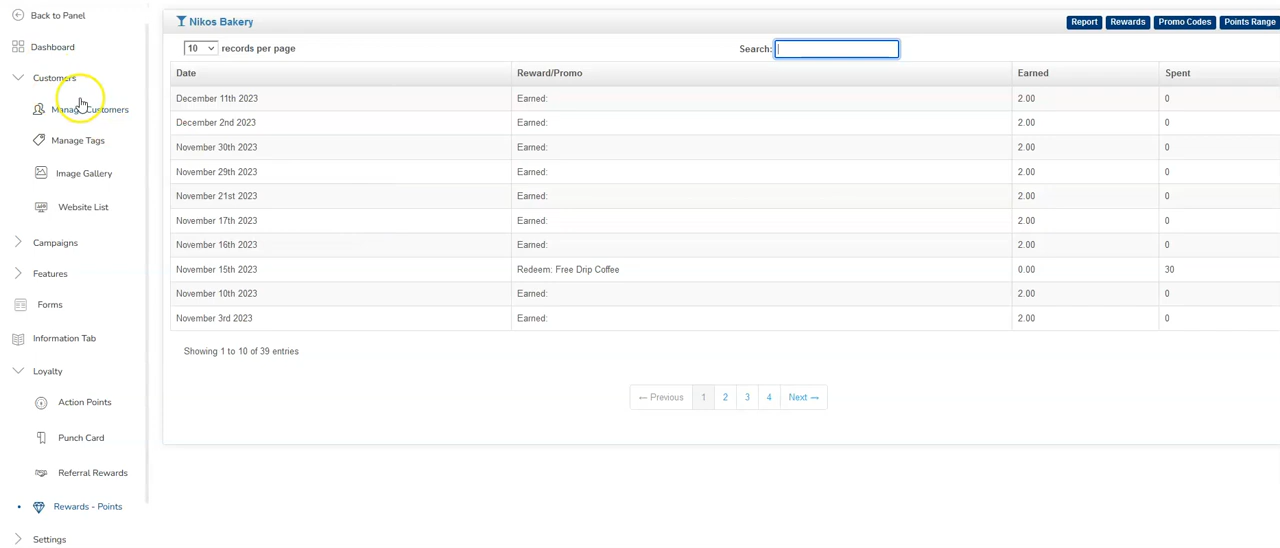 Back to Panel
Dashboard
Customers
Manage Customers
Manage Tags
Image Gallery
Website List
Campaigns
Features
Forms
Information Tab
Loyalty
Action Points
Punch Card
Referral Rewards
Rewards - Points
Settings
Nikos Bakery
Report Rewards Promo Codes Points Range
10 records per page Search:
Date Reward/Promo Earned Spent
December 11th 2023 Earned: 2.00 0
December 2nd 2023 Earned: 2.00 0
November 30th 2023 Earned: 2.00 0
November 29th 2023 Earned: 2.00 0
November 21st 2023 Earned: 2.00 0
November 17th 2023 Earned: 2.00 0
November 16th 2023 Earned: 2.00 0
November 15th 2023 Redeem: Free Drip Coffee 0.00 30
November 10th 2023 Earned: 2.00 0
November 3rd 2023 Earned: 2.00 0
Showing 1 to 10 of 39 entries
← Previous 1 2 3 4 Next →